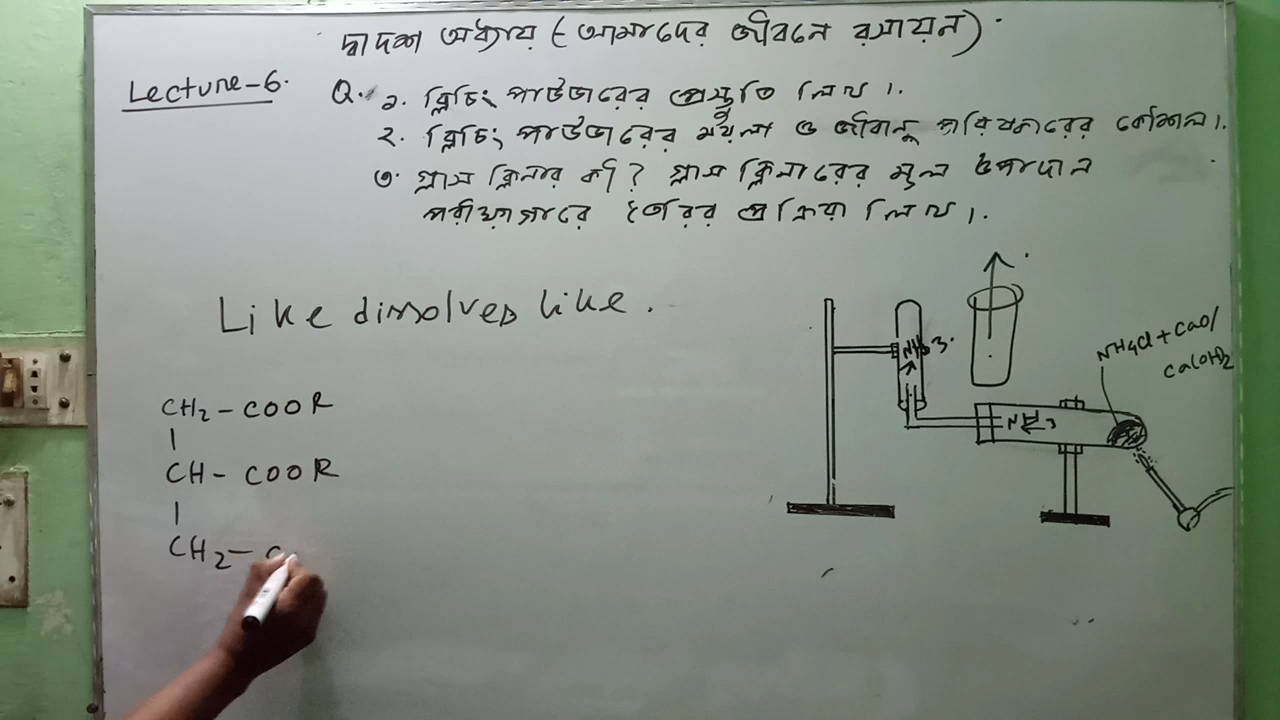 দ্বাদশ অধ্যায় (আমাদের জীবনে রসায়ন)
Lecture-6.
Q. ১. ব্লিচিং পাউডারের প্রস্তুতি লিখ।
২. ব্লিচিং পাউডারের ময়লা ও জীবানু পরিষ্কারের কৌশল।
৩. গ্লাস ক্লিনার কী? গ্লাস ক্লিনারের মূল উপাদান
পরীক্ষাগারে তৈরির প্রক্রিয়া লিখ।
Like dissolves like.
NH4Cl + CaO/
Ca(OH)2
NH3
NH3
CH2 - COOR
CH - COOR
CH2 - C